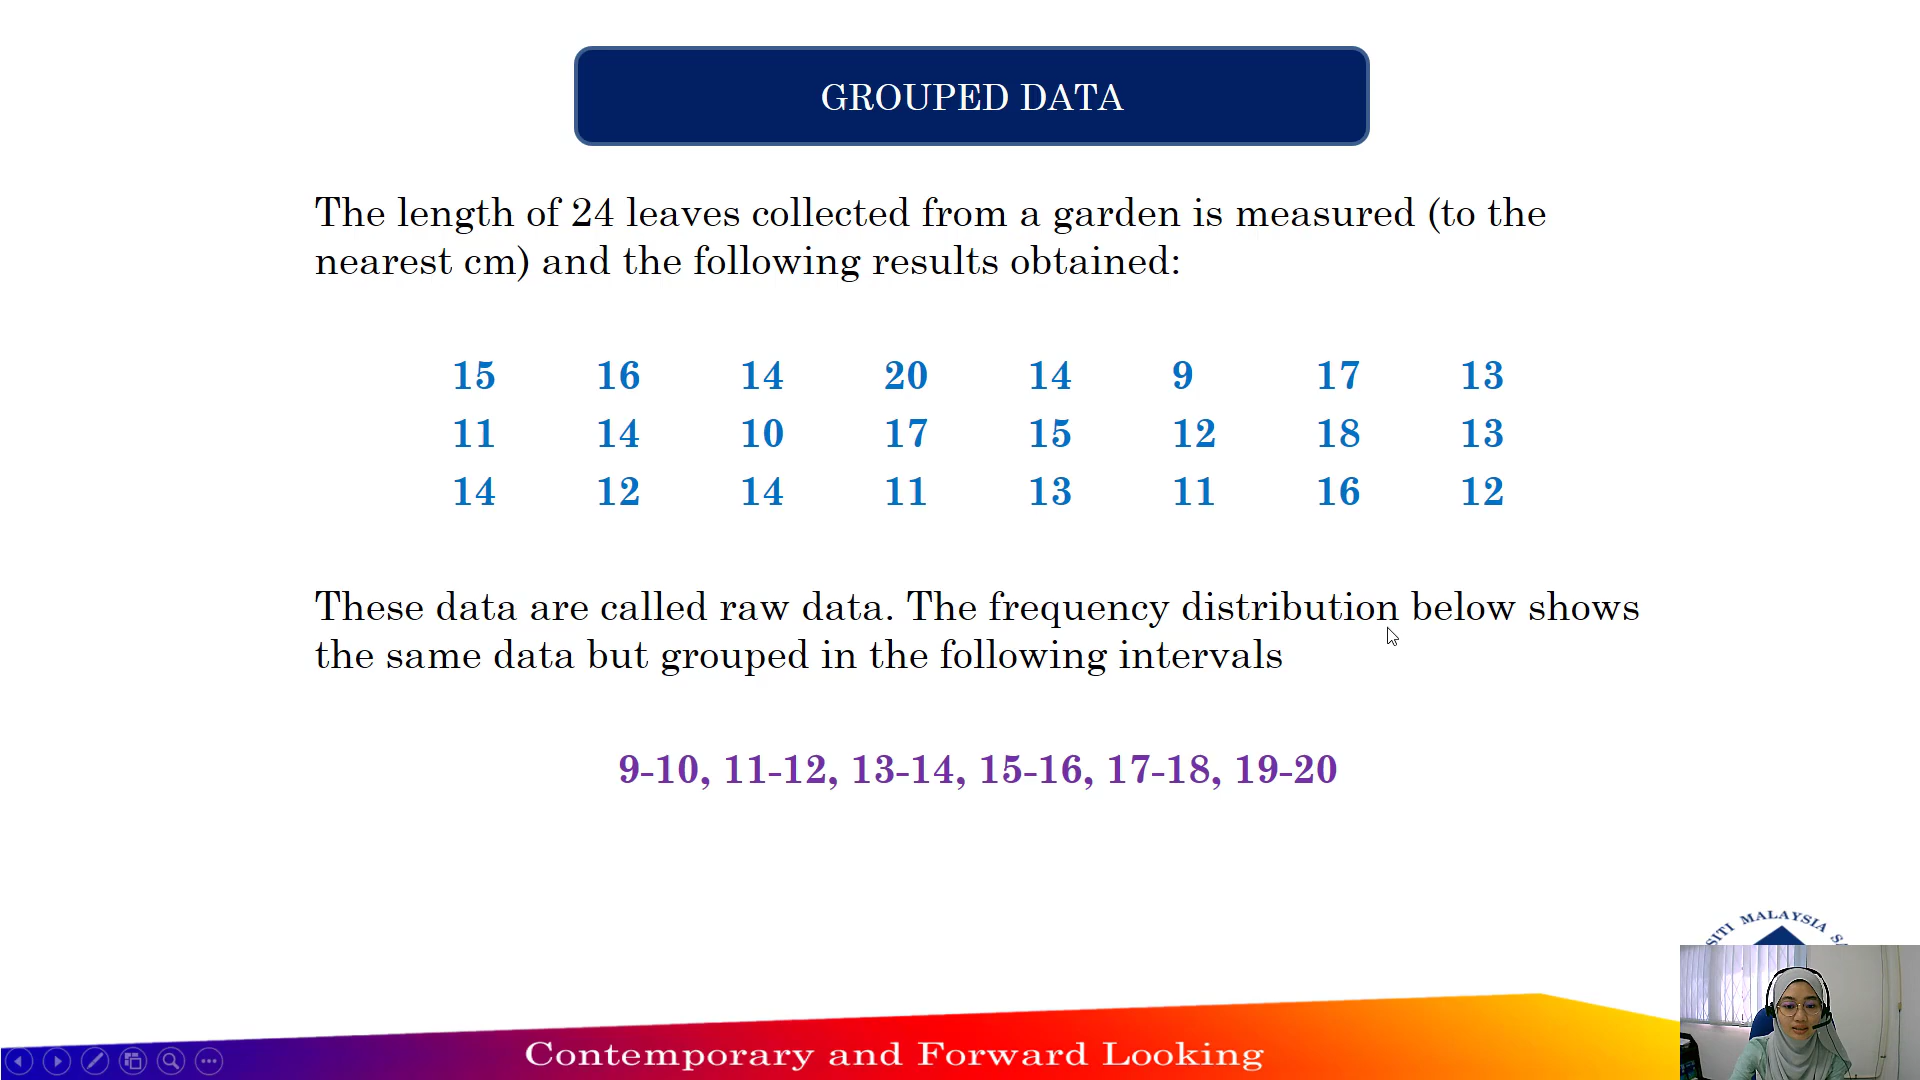 GROUPED DATA
The length of 24 leaves collected from a garden is measured (to the
nearest cm) and the following results obtained:
15 16 14 20 14 9 17 13
11 14 10 17 15 12 18 13
14 12 14 11 13 11 16 12
These data are called raw data. The frequency distribution below shows
the same data but grouped in the following intervals
9-10, 11-12, 13-14, 15-16, 17-18, 19-20
MALAYSIA
Contemporary and Forward Looking